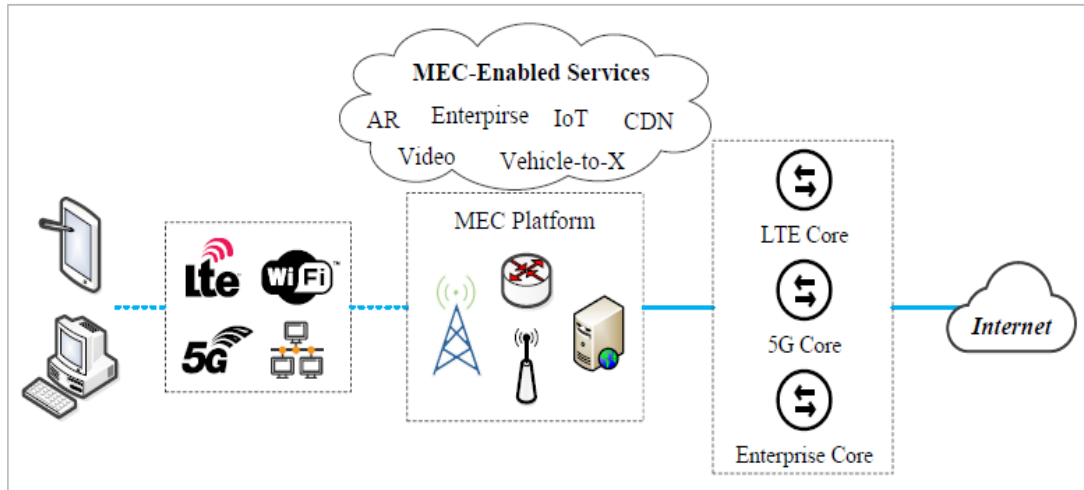 MEC-Enabled Services
AR Enterpirse IoT CDN
Video Vehicle-to-X
Lte
WiFi™
5G
MEC Platform
LTE Core
5G Core
Enterprise Core
Internet